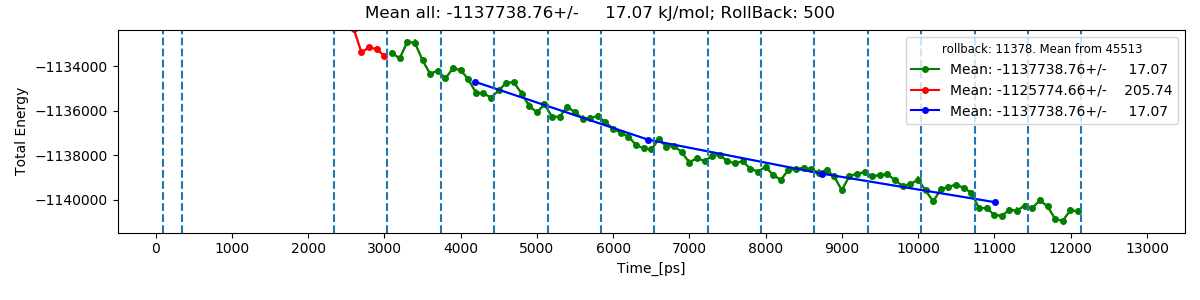 Mean all: -1137738.76+/-     17.07 kJ/mol; RollBack: 500
rollback: 11378. Mean from 45513
Mean: -1137738.76+/-     17.07
Mean: -1125774.66+/-    205.74
Mean: -1137738.76+/-     17.07
Total Energy
−1134000
−1136000
−1138000
−1140000
0 1000 2000 3000 4000 5000 6000 7000 8000 9000 10000 11000 12000 13000
Time_[ps]